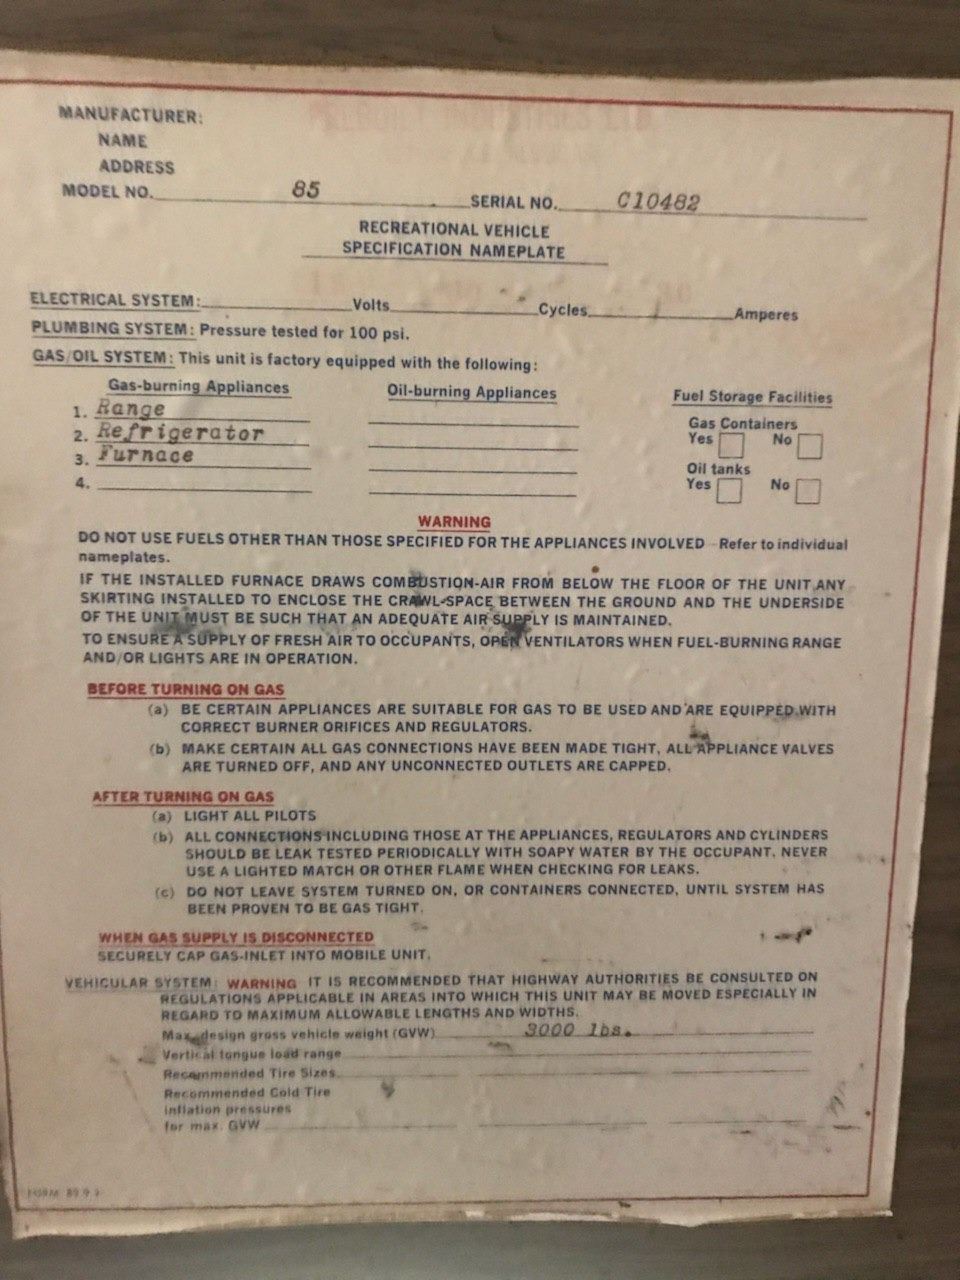 MANUFACTURER:
NAME
ADDRESS
MODEL NO. 85 SERIAL NO. C10482
RECREATIONAL VEHICLE
SPECIFICATION NAMEPLATE
ELECTRICAL SYSTEM: Volts Cycles Amperes
PLUMBING SYSTEM: Pressure tested for 100 psi.
GAS/OIL SYSTEM: This unit is factory equipped with the following:
Gas-burning Appliances Oil-burning Appliances Fuel Storage Facilities
1. Range
2. Refrigerator
3. Furnace
4.
Gas Containers
Yes No
Oil tanks
Yes No
WARNING
DO NOT USE FUELS OTHER THAN THOSE SPECIFIED FOR THE APPLIANCES INVOLVED - Refer to individual
nameplates.
IF THE INSTALLED FURNACE DRAWS COMBUSTION-AIR FROM BELOW THE FLOOR OF THE UNIT ANY
SKIRTING INSTALLED TO ENCLOSE THE CRAWL-SPACE BETWEEN THE GROUND AND THE UNDERSIDE
OF THE UNIT MUST BE SUCH THAT AN ADEQUATE AIR SUPPLY IS MAINTAINED.
TO ENSURE A SUPPLY OF FRESH AIR TO OCCUPANTS, OPEN VENTILATORS WHEN FUEL-BURNING RANGE
AND/OR LIGHTS ARE IN OPERATION.
BEFORE TURNING ON GAS
(a) BE CERTAIN APPLIANCES ARE SUITABLE FOR GAS TO BE USED AND ARE EQUIPPED WITH
CORRECT BURNER ORIFICES AND REGULATORS.
(b) MAKE CERTAIN ALL GAS CONNECTIONS HAVE BEEN MADE TIGHT, ALL APPLIANCE VALVES
ARE TURNED OFF, AND ANY UNCONNECTED OUTLETS ARE CAPPED.
AFTER TURNING ON GAS
(a) LIGHT ALL PILOTS
(b) ALL CONNECTIONS INCLUDING THOSE AT THE APPLIANCES, REGULATORS AND CYLINDERS
SHOULD BE LEAK TESTED PERIODICALLY WITH SOAPY WATER BY THE OCCUPANT. NEVER
USE A LIGHTED MATCH OR OTHER FLAME WHEN CHECKING FOR LEAKS.
(c) DO NOT LEAVE SYSTEM TURNED ON, OR CONTAINERS CONNECTED, UNTIL SYSTEM HAS
BEEN PROVEN TO BE GAS TIGHT.
WHEN GAS SUPPLY IS DISCONNECTED
SECURELY CAP GAS-INLET INTO MOBILE UNIT.
VEHICULAR SYSTEM: WARNING IT IS RECOMMENDED THAT HIGHWAY AUTHORITIES BE CONSULTED ON
REGULATIONS APPLICABLE IN AREAS INTO WHICH THIS UNIT MAY BE MOVED ESPECIALLY IN
REGARD TO MAXIMUM ALLOWABLE LENGTHS AND WIDTHS.
Max. design gross vehicle weight (GVW) 3000 lbs.
Vertical tongue load range
Recommended Tire Sizes
Recommended Cold Tire
inflation pressures
for max. GVW
FORM